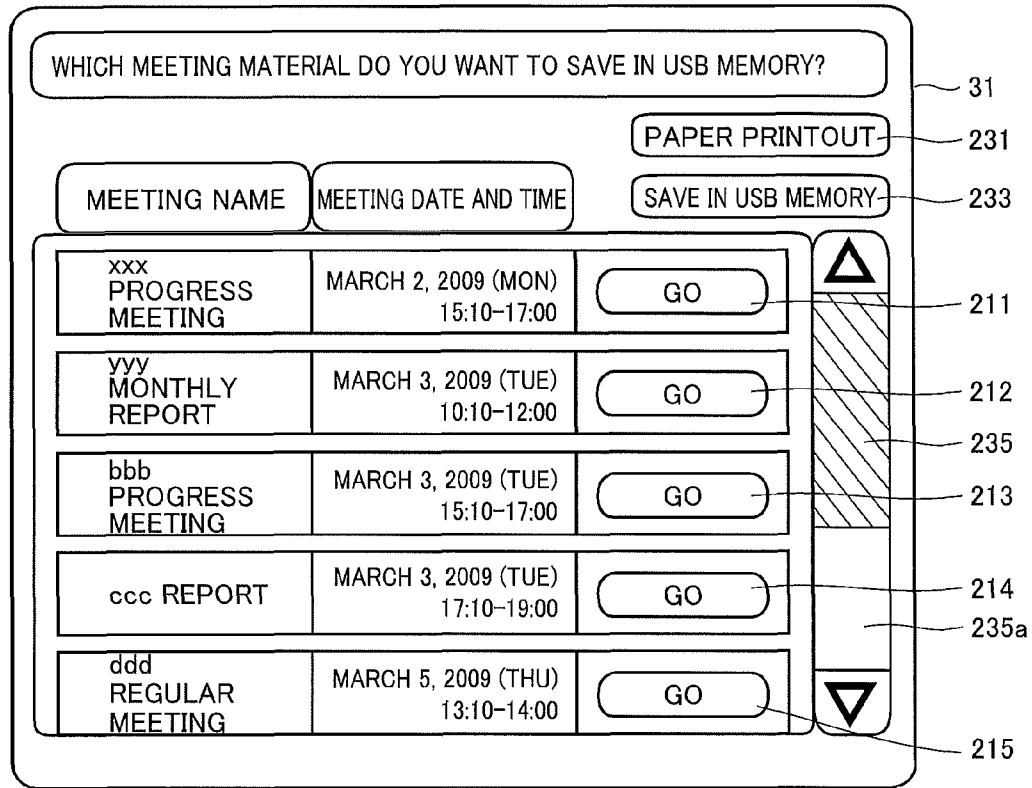 WHICH MEETING MATERIAL DO YOU WANT TO SAVE IN USB MEMORY?
31
PAPER PRINTOUT
231
MEETING NAME
MEETING DATE AND TIME
SAVE IN USB MEMORY
233
xxx
PROGRESS
MEETING
MARCH 2, 2009 (MON)
15:10-17:00
GO
211
yyy
MONTHLY
REPORT
MARCH 3, 2009 (TUE)
10:10-12:00
GO
212
235
bbb
PROGRESS
MEETING
MARCH 3, 2009 (TUE)
15:10-17:00
GO
213
ccc REPORT
MARCH 3, 2009 (TUE)
17:10-19:00
GO
214
235a
ddd
REGULAR
MEETING
MARCH 5, 2009 (THU)
13:10-14:00
GO
215